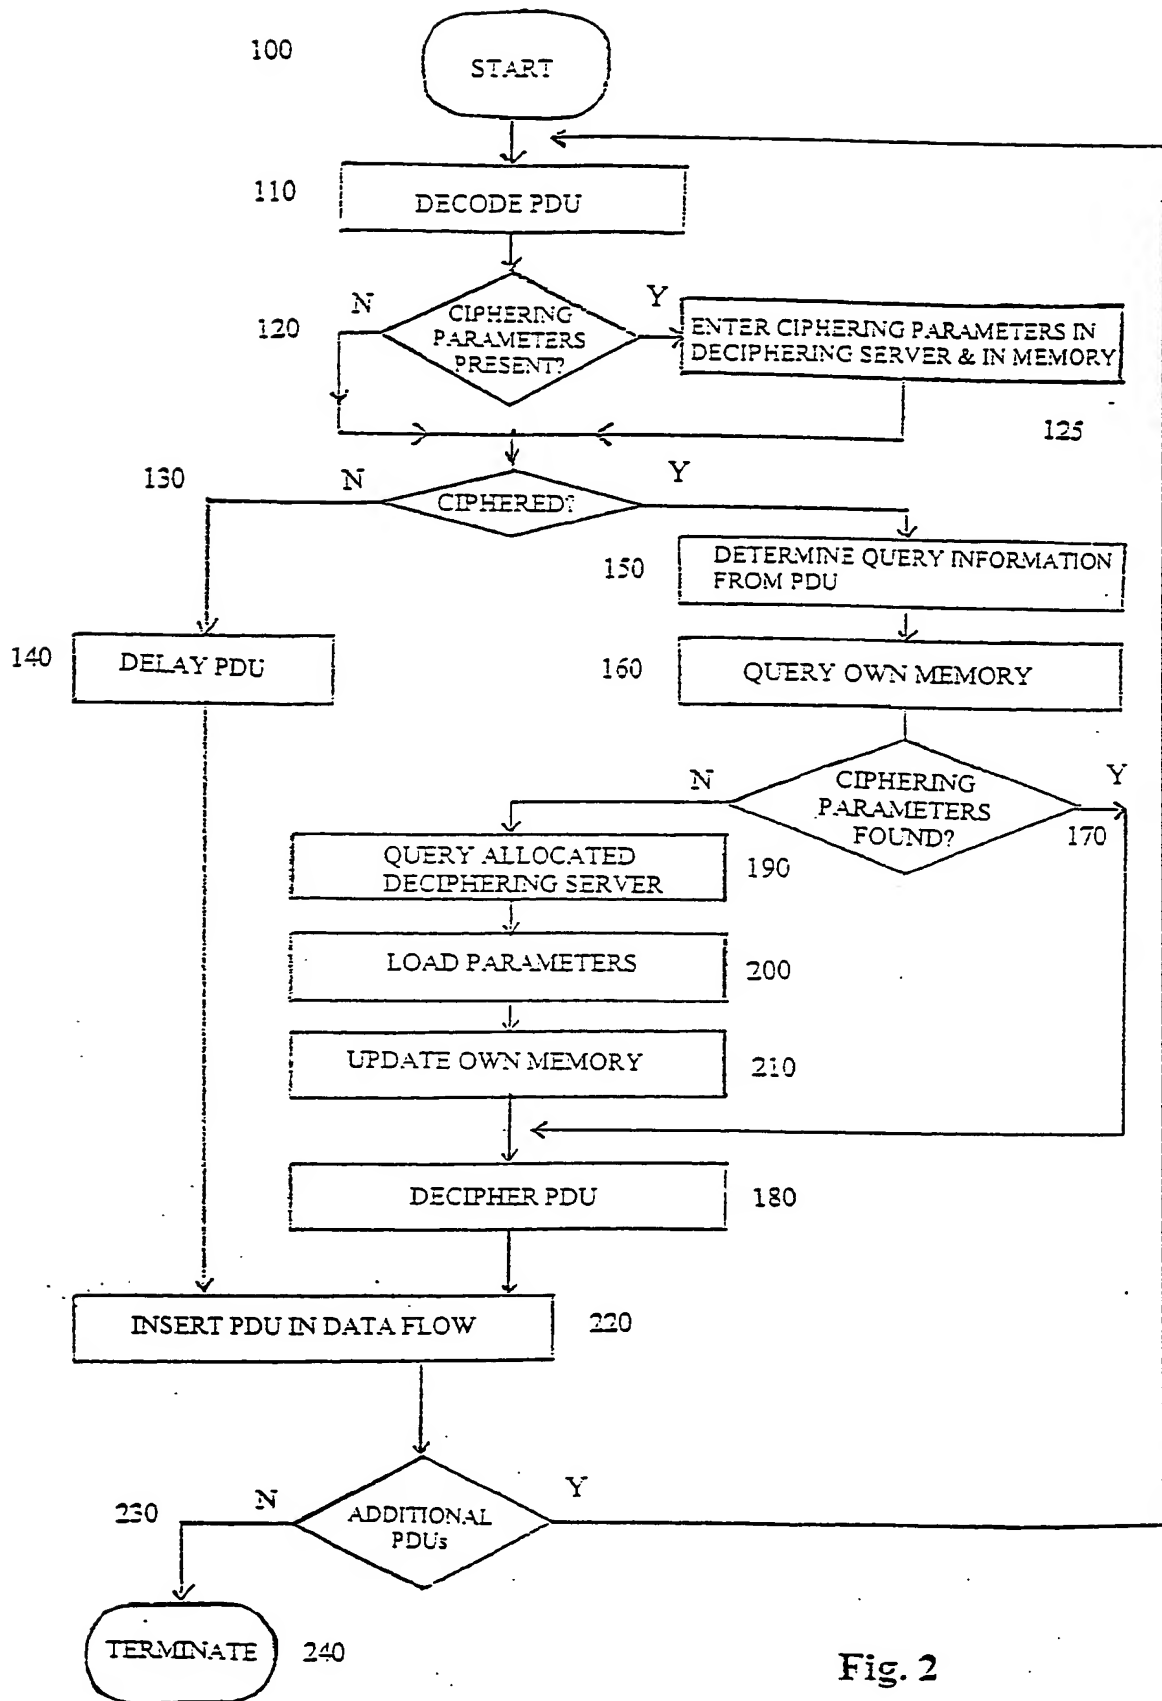 100
START
110
DECODE PDU
N
Y
120
CIPHERING
PARAMETERS
PRESENT?
ENTER CIPHERING PARAMETERS IN
DECIPHERING SERVER & IN MEMORY
125
130
N
Y
CIPHERED?
150
DETERMINE QUERY INFORMATION
FROM PDU
140
DELAY PDU
160
QUERY OWN MEMORY
N
Y
CIPHERING
PARAMETERS
FOUND?
170
QUERY ALLOCATED
DECIPHERING SERVER
190
LOAD PARAMETERS
200
UPDATE OWN MEMORY
210
DECIPHER PDU
180
INSERT PDU IN DATA FLOW
220
N
Y
230
ADDITIONAL
PDUs
TERMINATE
240
Fig. 2